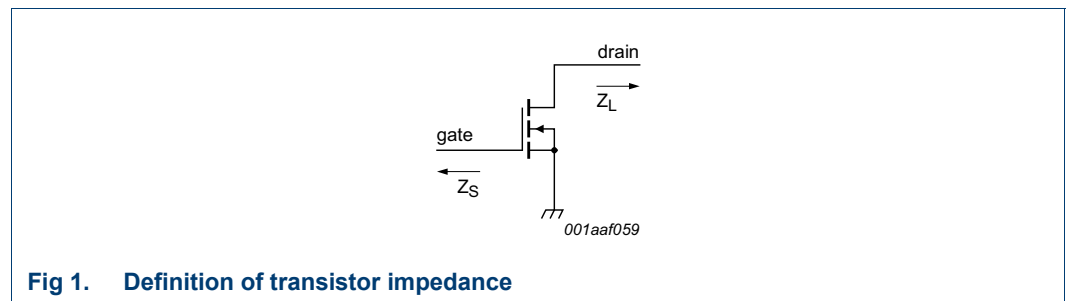 drain
Z_L
gate
Z_S
001aaf059
Fig 1. Definition of transistor impedance